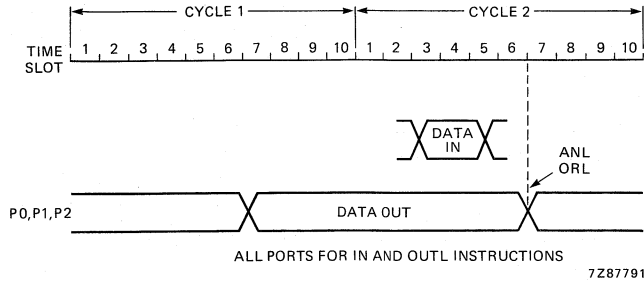 CYCLE 1 CYCLE 2
TIME SLOT 1 2 3 4 5 6 7 8 9 10 1 2 3 4 5 6 7 8 9 10
DATA IN
ANL
ORL
P0,P1,P2 DATA OUT
ALL PORTS FOR IN AND OUTL INSTRUCTIONS
7Z87791